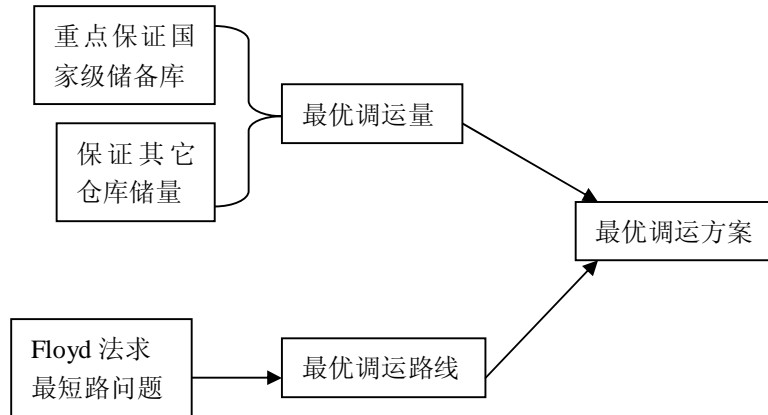 重点保证国
家级储备库
最优调运量
保证其它
仓库储量
最优调运方案
Floyd 法求
最短路问题
最优调运路线